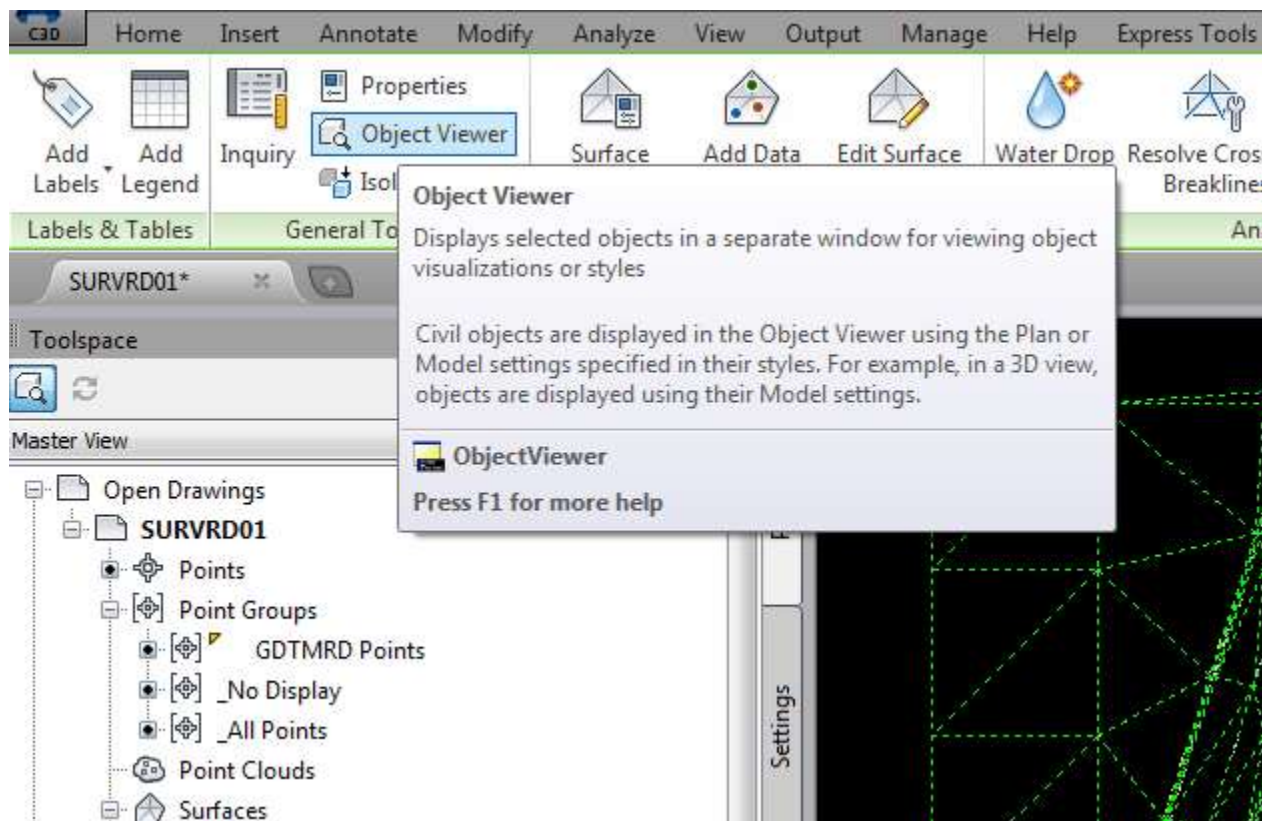 C3D Home Insert Annotate Modify Analyze View Output Manage Help Express Tools
Properties
Object Viewer
Isol
Add Labels
Add Legend
Inquiry
Surface
Add Data
Edit Surface
Water Drop
Resolve Cros
Breaklines
Labels & Tables
General To
An
Object Viewer
Displays selected objects in a separate window for viewing object
visualizations or styles
Civil objects are displayed in the Object Viewer using the Plan or
Model settings specified in their styles. For example, in a 3D view,
objects are displayed using their Model settings.
ObjectViewer
Press F1 for more help
SURVRD01*
Toolspace
Master View
Open Drawings
SURVRD01
Points
Point Groups
GDTMRD Points
_No Display
_All Points
Point Clouds
Surfaces
Settings